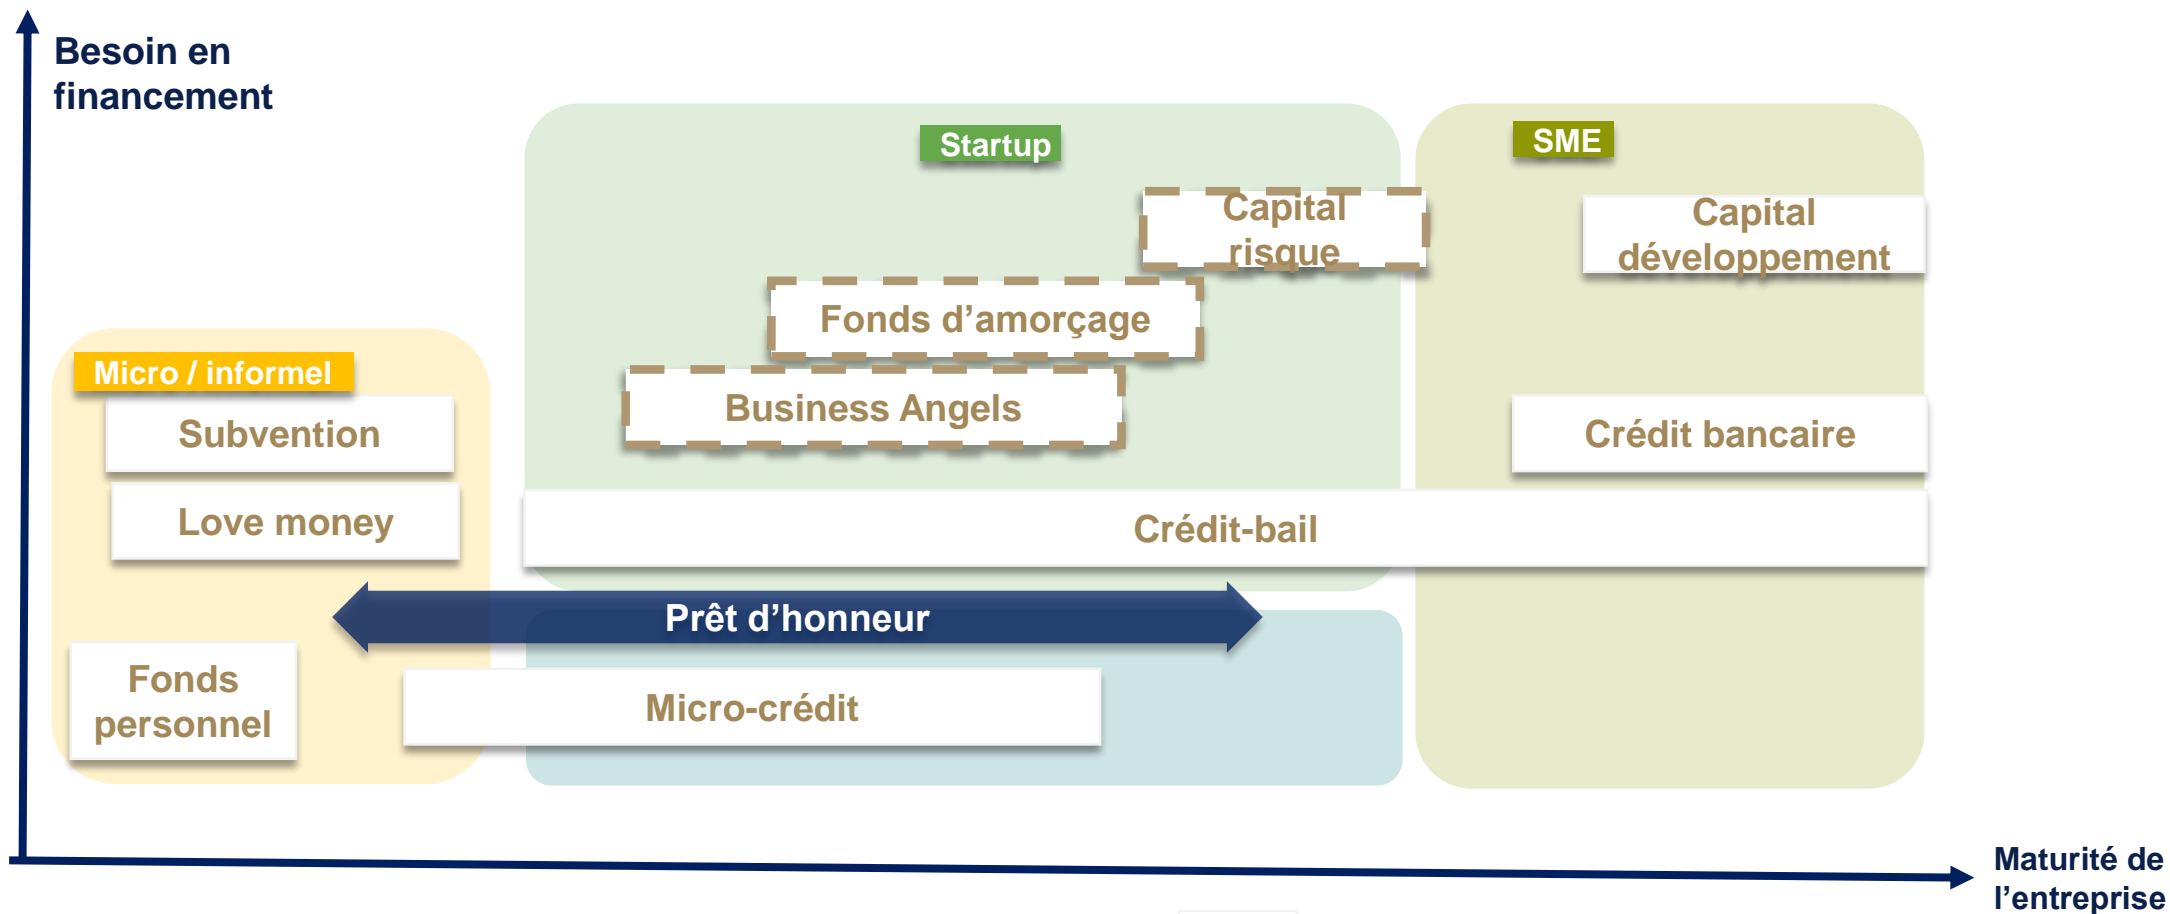 Besoin en
financement
Startup
SME
Capital
risque
Capital
développement
Fonds d’amorçage
Micro / informel
Business Angels
Subvention
Crédit bancaire
Love money
Crédit-bail
Prêt d’honneur
Fonds
personnel
Micro-crédit
Maturité de
l’entreprise